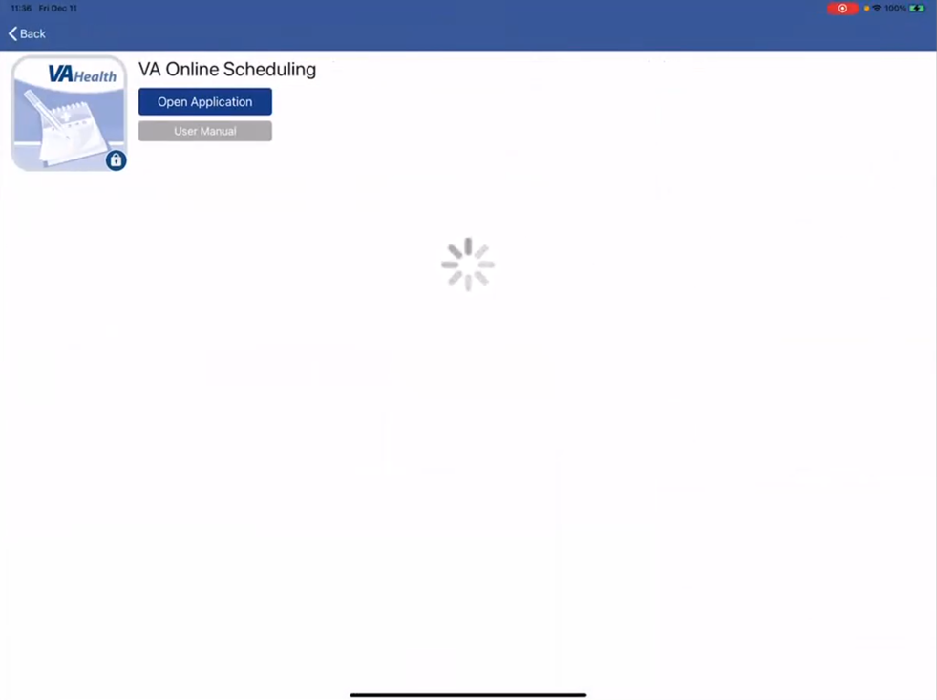 11:36 Fri Dec 11
100%
Back
VAHealth
VA Online Scheduling
Open Application
User Manual